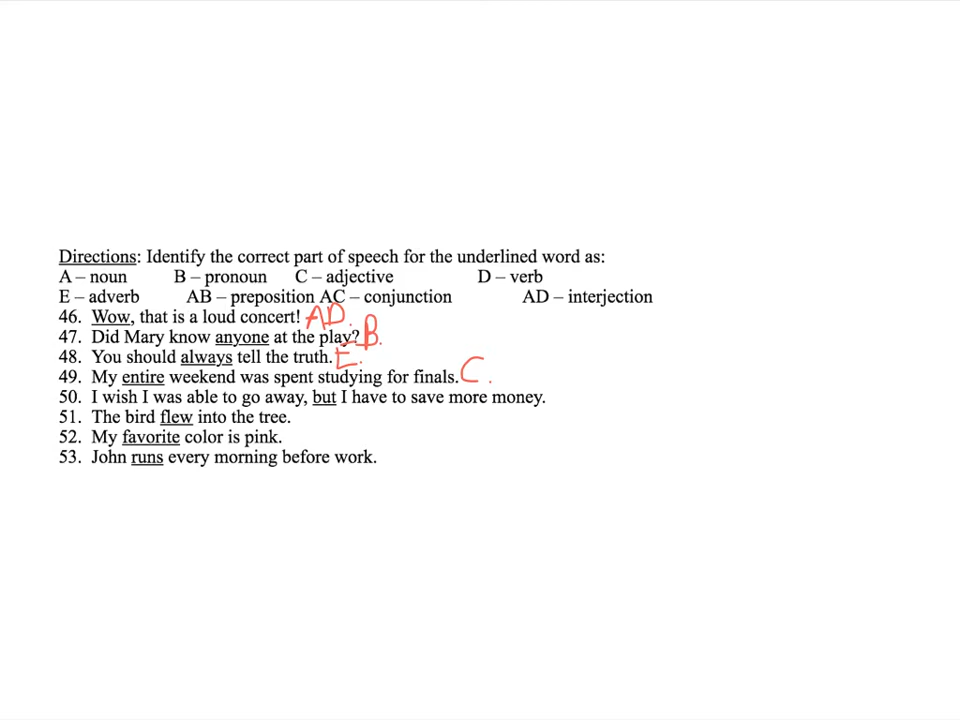 Directions: Identify the correct part of speech for the underlined word as:
A – noun B – pronoun C – adjective D – verb
E – adverb AB – preposition AC – conjunction AD – interjection
46. Wow, that is a loud concert! AD.
47. Did Mary know anyone at the play? B.
48. You should always tell the truth. E.
49. My entire weekend was spent studying for finals. C.
50. I wish I was able to go away, but I have to save more money.
51. The bird flew into the tree.
52. My favorite color is pink.
53. John runs every morning before work.